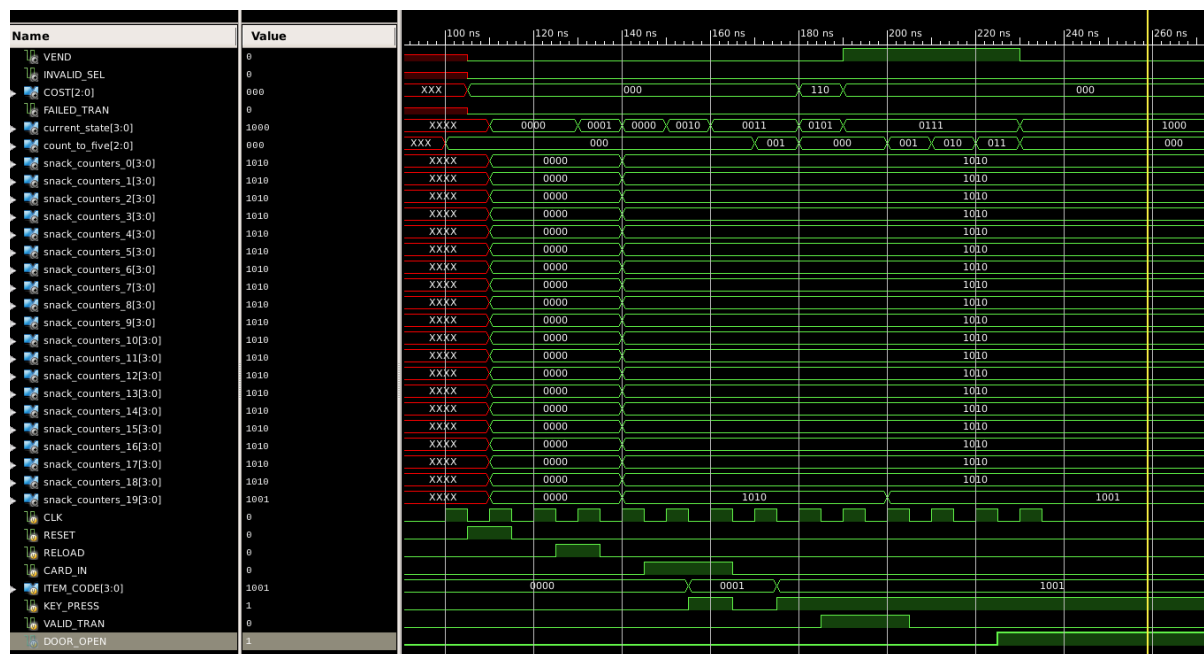 Name Value 100 ns 120 ns 140 ns 160 ns 180 ns 200 ns 220 ns 240 ns 260 ns
VEND 0
INVALID_SEL 0
COST[2:0] 000 XXX 000 110 000
FAILED_TRAN 0
current_state[3:0] 1000 XXXX 0000 0001 0000 0010 0011 0101 0111 1000
count_to_five[2:0] 000 XXX 000 001 000 001 010 011 000
snack_counters_0[3:0] 1010 XXXX 0000 1010
snack_counters_1[3:0] 1010 XXXX 0000 1010
snack_counters_2[3:0] 1010 XXXX 0000 1010
snack_counters_3[3:0] 1010 XXXX 0000 1010
snack_counters_4[3:0] 1010 XXXX 0000 1010
snack_counters_5[3:0] 1010 XXXX 0000 1010
snack_counters_6[3:0] 1010 XXXX 0000 1010
snack_counters_7[3:0] 1010 XXXX 0000 1010
snack_counters_8[3:0] 1010 XXXX 0000 1010
snack_counters_9[3:0] 1010 XXXX 0000 1010
snack_counters_10[3:0] 1010 XXXX 0000 1010
snack_counters_11[3:0] 1010 XXXX 0000 1010
snack_counters_12[3:0] 1010 XXXX 0000 1010
snack_counters_13[3:0] 1010 XXXX 0000 1010
snack_counters_14[3:0] 1010 XXXX 0000 1010
snack_counters_15[3:0] 1010 XXXX 0000 1010
snack_counters_16[3:0] 1010 XXXX 0000 1010
snack_counters_17[3:0] 1010 XXXX 0000 1010
snack_counters_18[3:0] 1010 XXXX 0000 1010
snack_counters_19[3:0] 1001 XXXX 0000 1010 1001
CLK 0
RESET 0
RELOAD 0
CARD_IN 0
ITEM_CODE[3:0] 1001 0000 0001 1001
KEY_PRESS 1
VALID_TRAN 0
DOOR_OPEN 1